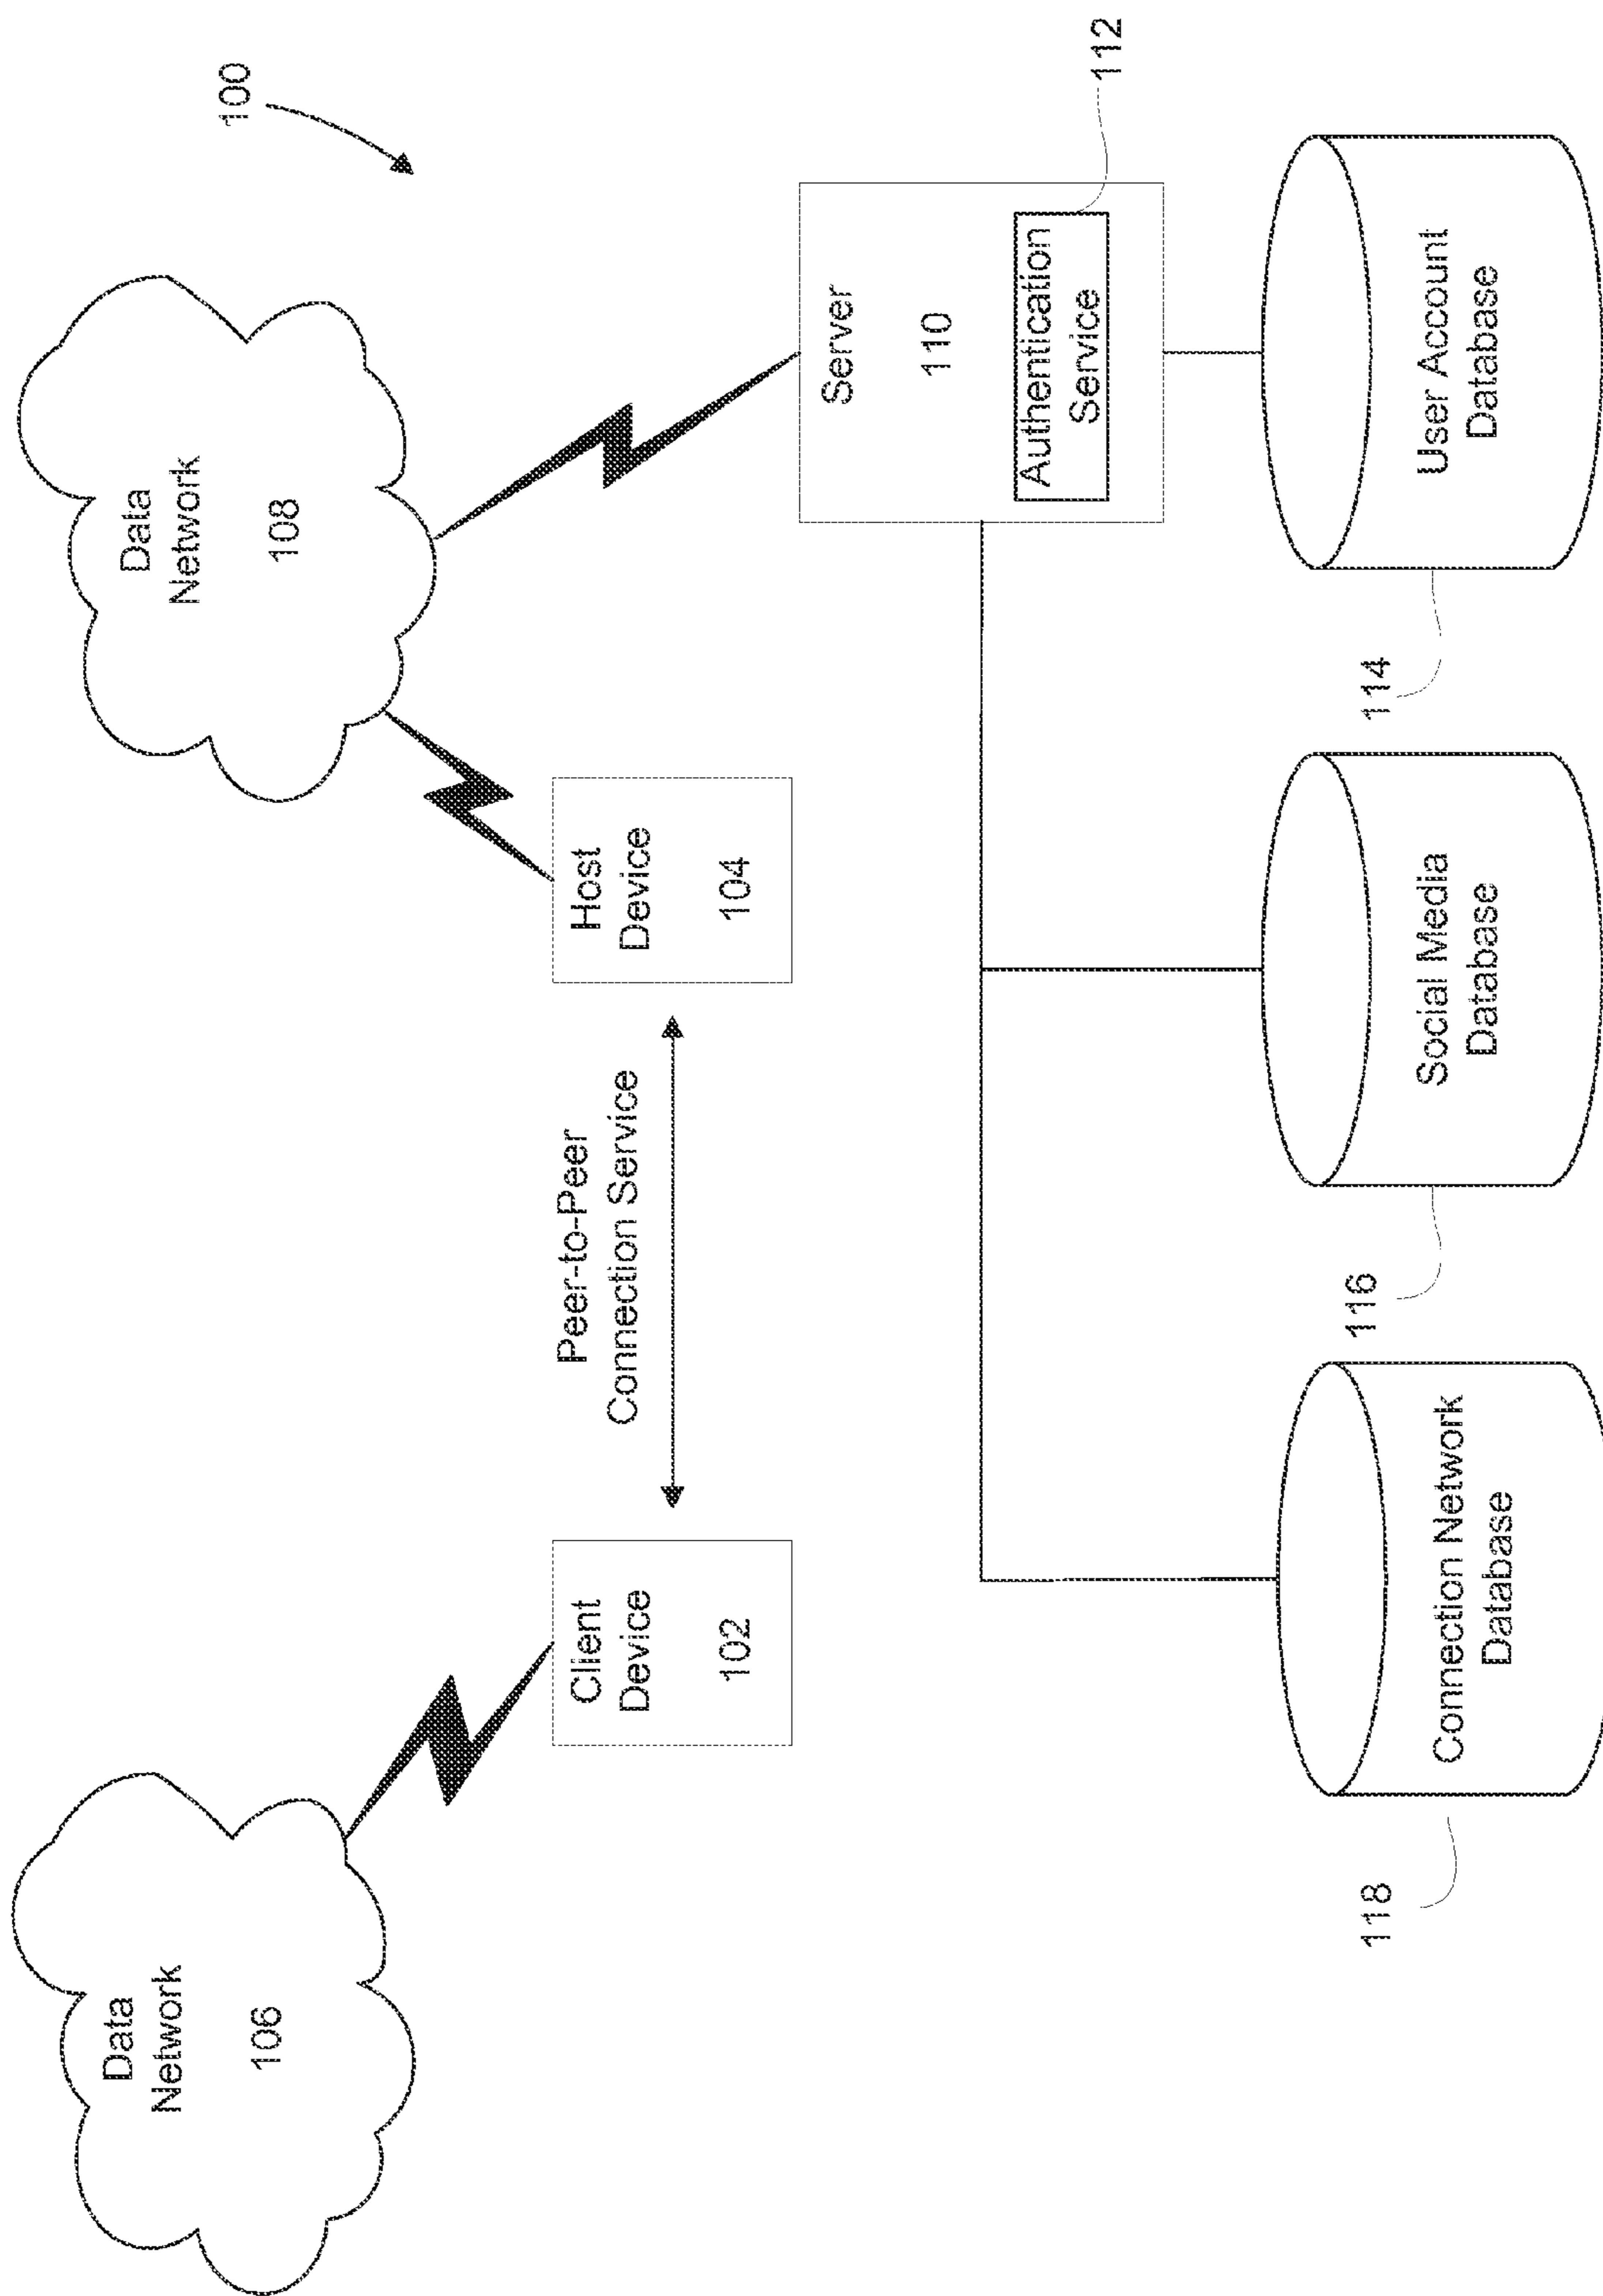 100
Data
Network
106
Data
Network
108
Client
Device
102
Peer-to-Peer
Connection Service
Host
Device
104
Server
110
Authentication
Service
112
118
Connection Network
Database
116
Social Media
Database
114
User Account
Database